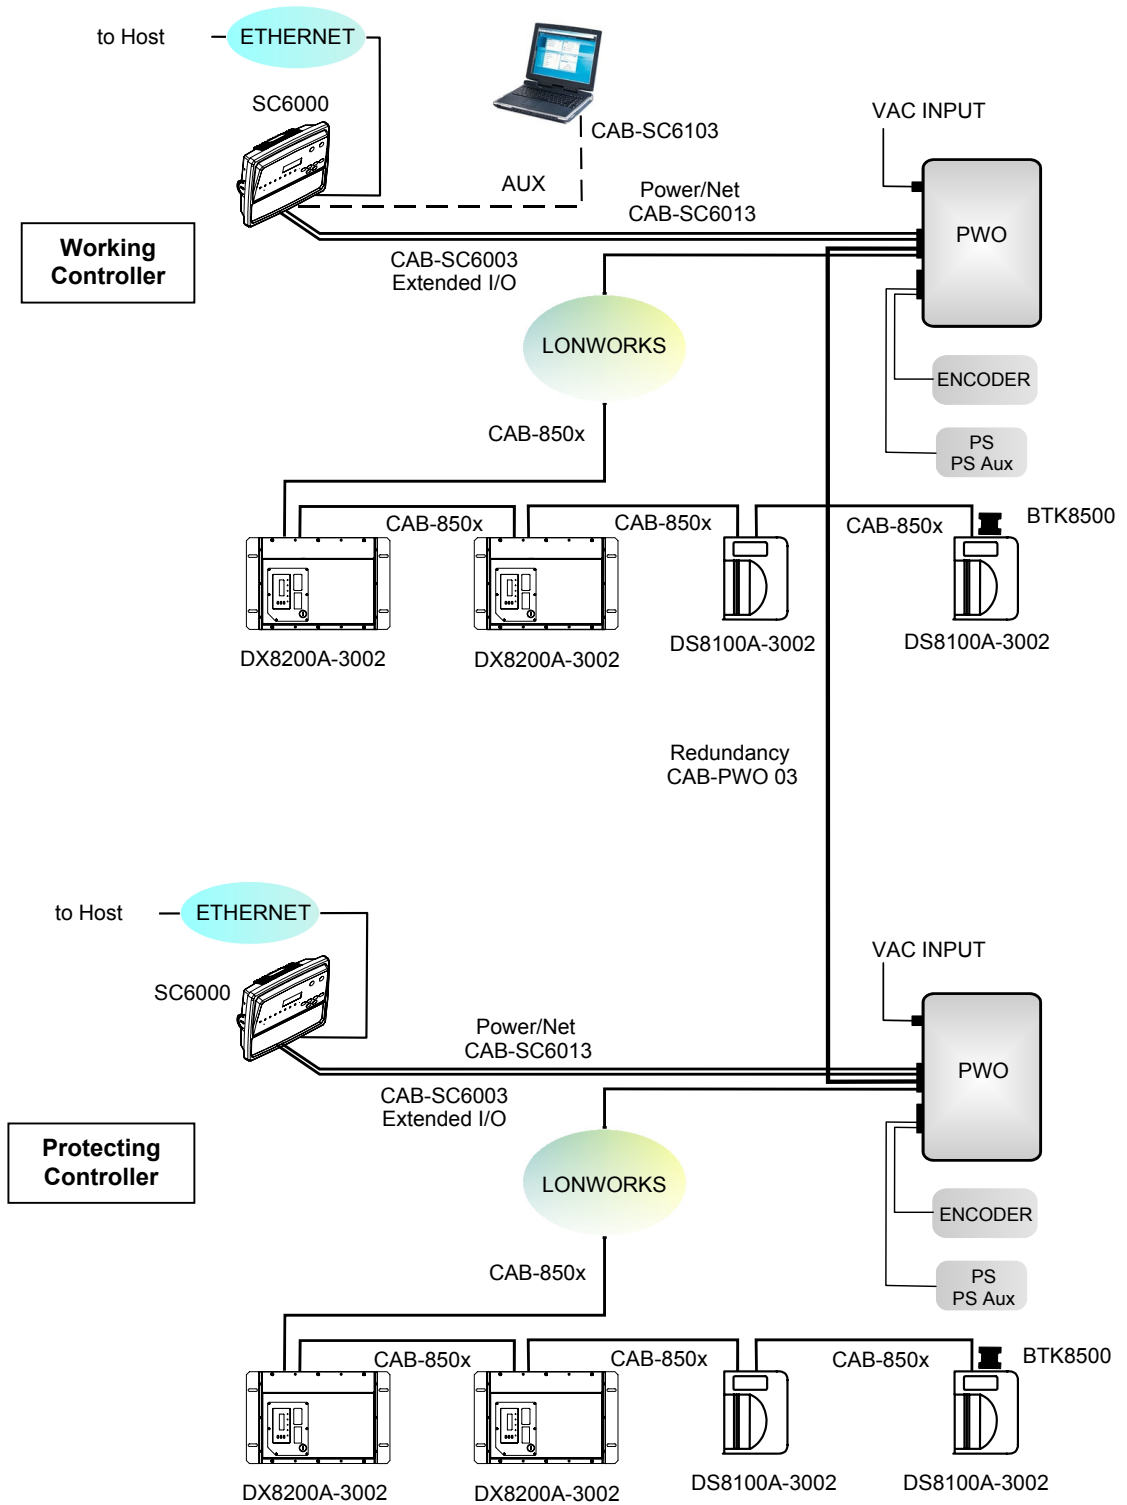 to Host
ETHERNET
SC6000
CAB-SC6103
VAC INPUT
AUX
Power/Net
CAB-SC6013
PWO
Working
Controller
CAB-SC6003
Extended I/O
LONWORKS
ENCODER
CAB-850x
PS
PS Aux
CAB-850x
CAB-850x
CAB-850x
BTK8500
DX8200A-3002
DX8200A-3002
DS8100A-3002
DS8100A-3002
Redundancy
CAB-PWO 03
to Host
ETHERNET
VAC INPUT
SC6000
Power/Net
CAB-SC6013
PWO
CAB-SC6003
Extended I/O
Protecting
Controller
LONWORKS
ENCODER
CAB-850x
PS
PS Aux
CAB-850x
CAB-850x
CAB-850x
BTK8500
DX8200A-3002
DX8200A-3002
DS8100A-3002
DS8100A-3002